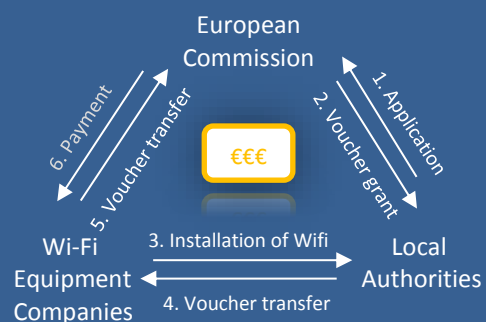 European
Commission
1. Application
2. Voucher grant
6. Payment
5. Voucher transfer
€€€
Wi-Fi
Equipment
Companies
3. Installation of Wifi
4. Voucher transfer
Local
Authorities